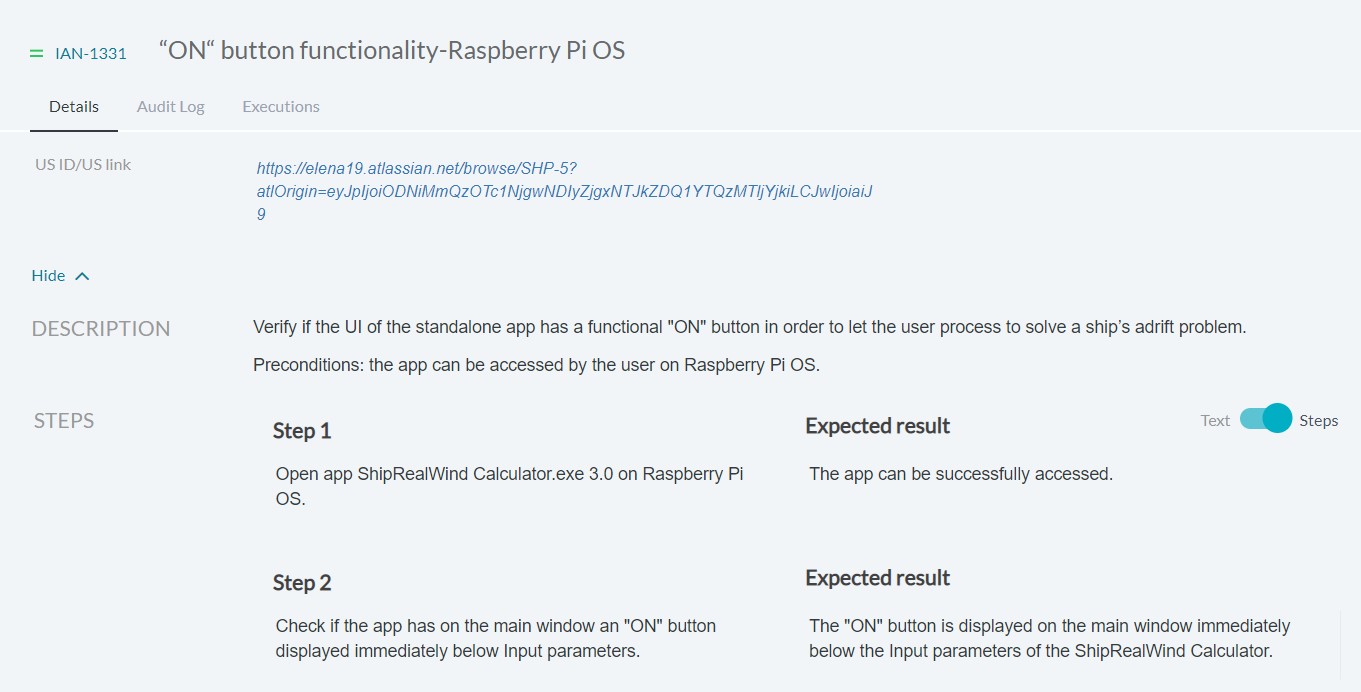 IAN-1331 “ON“ button functionality-Raspberry Pi OS
Details Audit Log Executions
US ID/US link
https://elena19.atlassian.net/browse/SHP-5?
atlOrigin=eyJpIjoiODNiMmQzOTc1NjgwNDIyZjgxNTJkZDQ1YTQzMTljYjkiLCJwIjoiaiJ
9
Hide
DESCRIPTION
Verify if the UI of the standalone app has a functional "ON" button in order to let the user process to solve a ship’s adrift problem.
Preconditions: the app can be accessed by the user on Raspberry Pi OS.
STEPS
Text Steps
Step 1
Open app ShipRealWind Calculator.exe 3.0 on Raspberry Pi
OS.
Expected result
The app can be successfully accessed.
Step 2
Check if the app has on the main window an "ON" button
displayed immediately below Input parameters.
Expected result
The "ON" button is displayed on the main window immediately
below the Input parameters of the ShipRealWind Calculator.